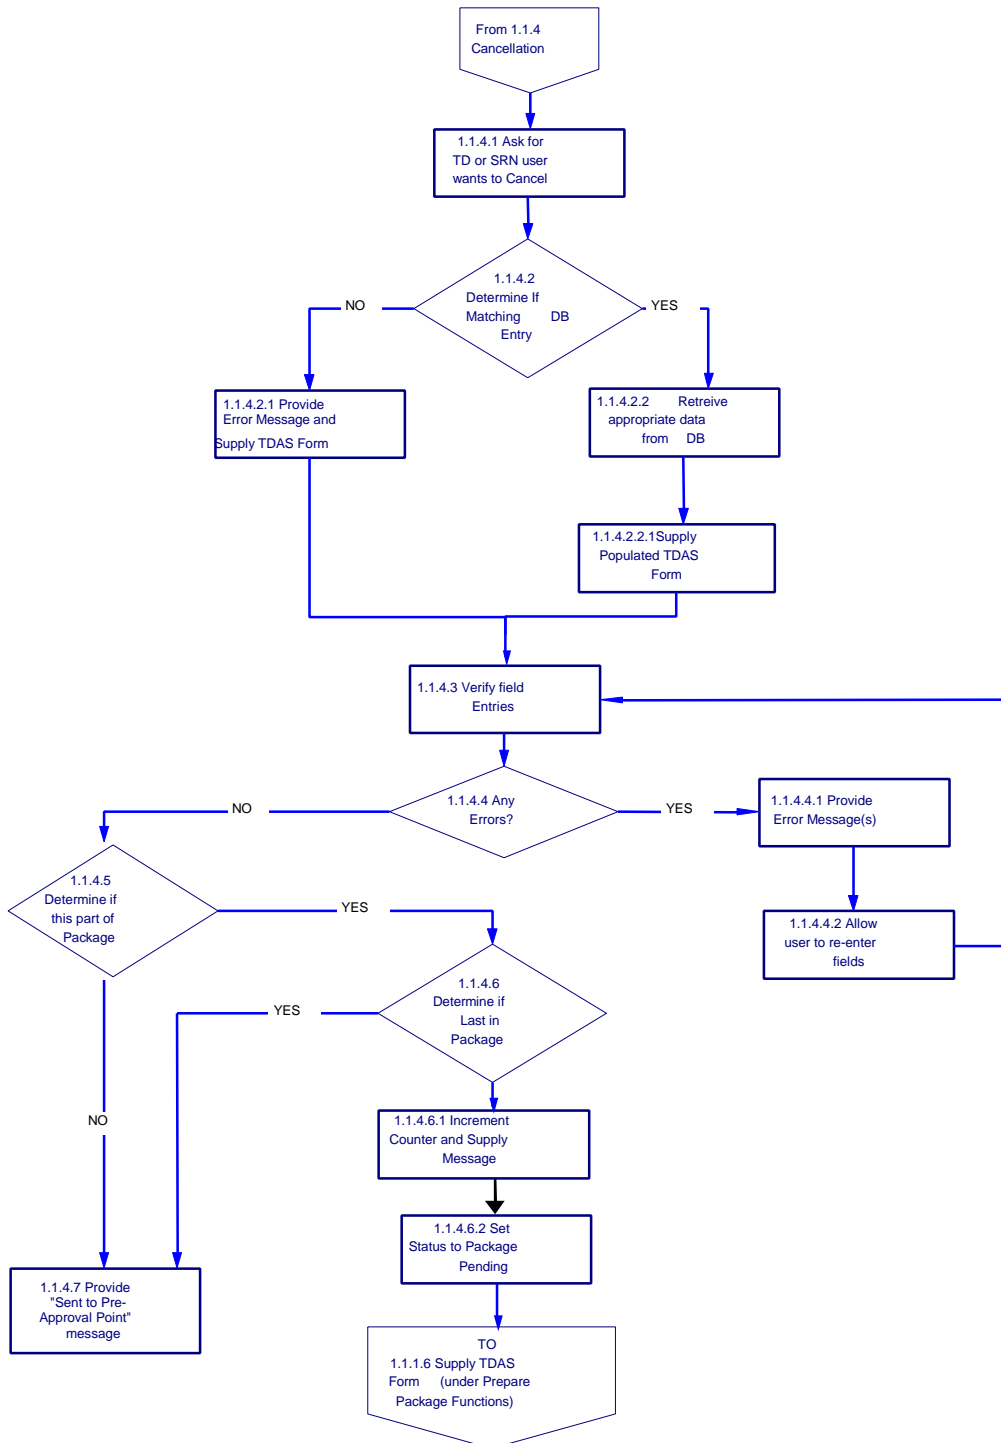 From 1.1.4
Cancellation
1.1.4.1 Ask for
TD or SRN user
wants to Cancel
1.1.4.2
Determine If
Matching DB
Entry
NO
YES
1.1.4.2.1 Provide
Error Message and
Supply TDAS Form
1.1.4.2.2 Retreive
appropriate data
from DB
1.1.4.2.2.1Supply
Populated TDAS
Form
1.1.4.3 Verify field
Entries
1.1.4.4 Any
Errors?
NO
YES
1.1.4.4.1 Provide
Error Message(s)
1.1.4.4.2 Allow
user to re-enter
fields
1.1.4.5
Determine if
this part of
Package
YES
1.1.4.6
Determine if
Last in
Package
YES
NO
1.1.4.6.1 Increment
Counter and Supply
Message
1.1.4.6.2 Set
Status to Package
Pending
1.1.4.7 Provide
"Sent to Pre-
Approval Point"
message
TO
1.1.1.6 Supply TDAS
Form (under Prepare
Package Functions)